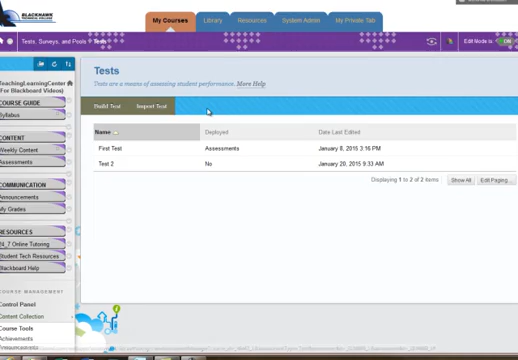 BLACKHAWK
TECHNICAL COLLEGE
My Courses
Library
Resources
System Admin
My Private Tab
Tests, Surveys, and Pools
Tests
Edit Mode is:
TeachingLearningCenter
(For Blackboard Videos)
COURSE GUIDE
Syllabus
CONTENT
Weekly Content
Assessments
COMMUNICATION
Announcements
My Grades
RESOURCES
24_7 Online Tutoring
Student Tech Resources
Blackboard Help
COURSE MANAGEMENT
Control Panel
Content Collection
Course Tools
Achievements
Announcements
Tests
Tests are a means of assessing student performance. More Help
Build Test
Import Test
Name
Deployed
Date Last Edited
First Test
Assessments
January 8, 2015 3:16 PM
Test 2
No
January 20, 2015 9:33 AM
Displaying 1 to 2 of 2 items
Show All
Edit Paging...